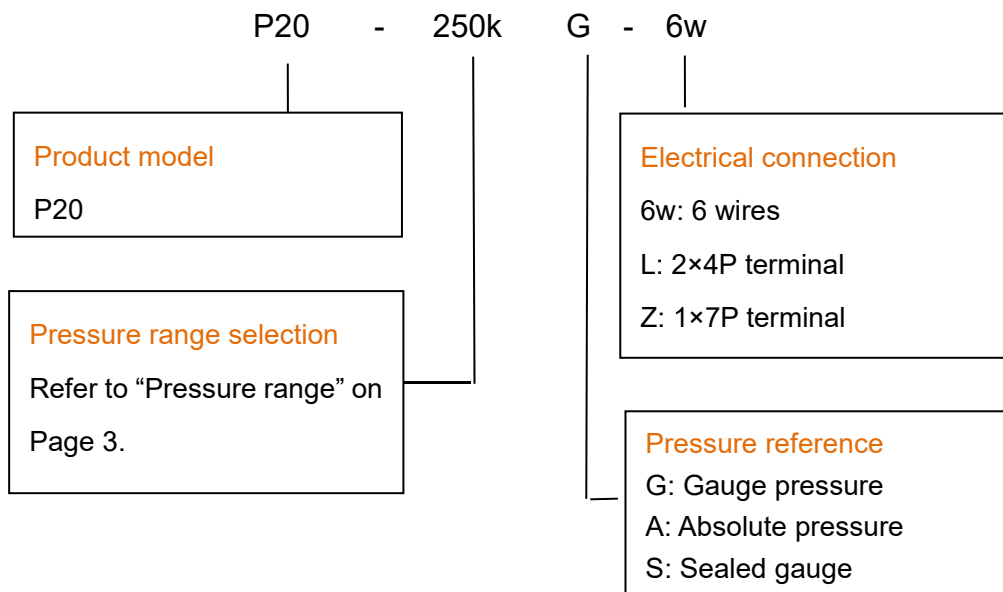 P20 - 250k G - 6w
Product model
P20
Pressure range selection
Refer to “Pressure range” on
Page 3.
Electrical connection
6w: 6 wires
L: 2×4P terminal
Z: 1×7P terminal
Pressure reference
G: Gauge pressure
A: Absolute pressure
S: Sealed gauge